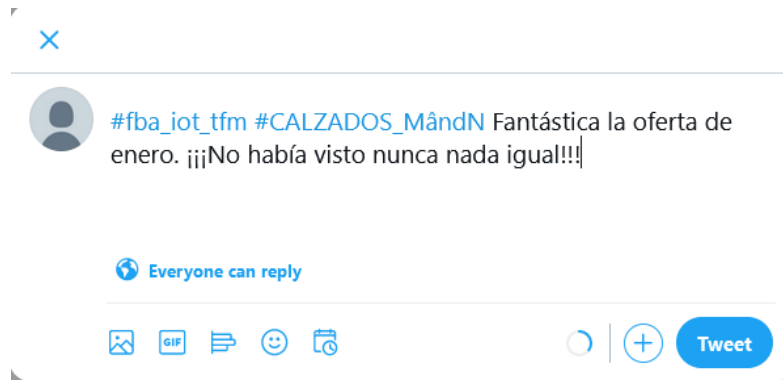 #fba_iot_tfm #CALZADOS_MândN Fantástica la oferta de
enero. ¡¡¡No había visto nunca nada igual!!!
Everyone can reply
GIF
Tweet